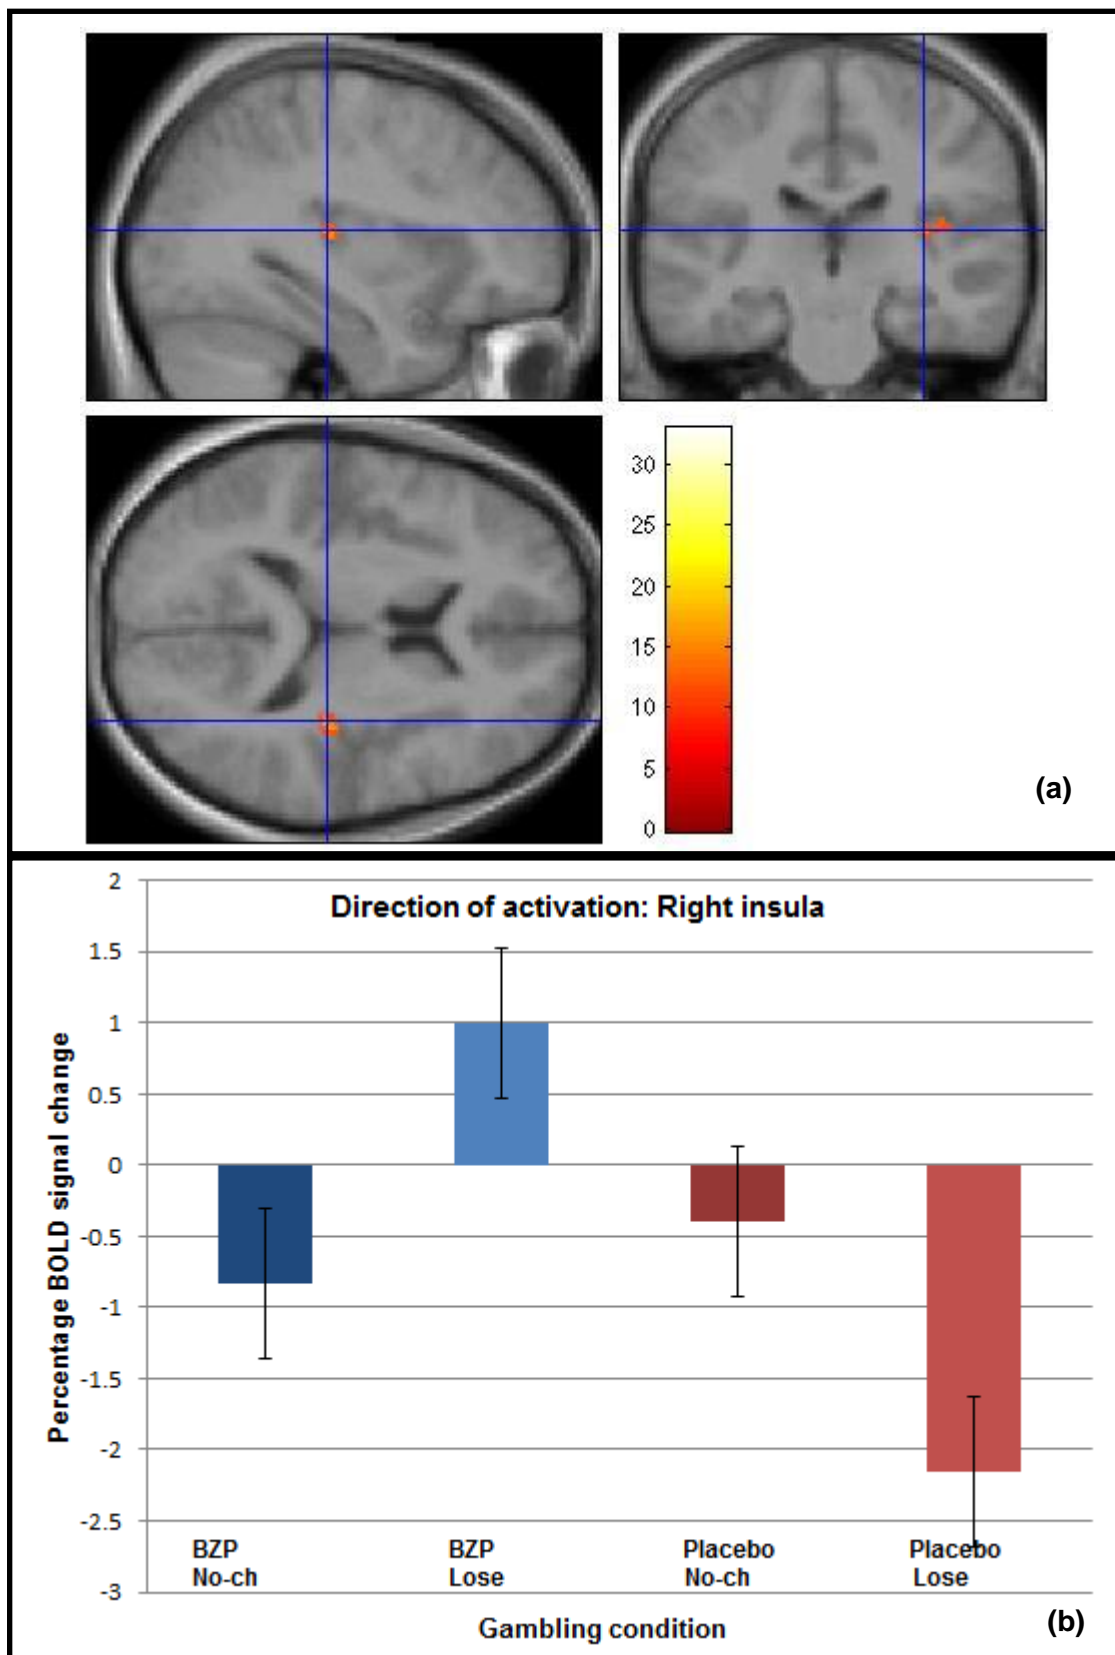 30
25
20
15
10
5
0
(a)
Direction of activation: Right insula
Percentage BOLD signal change
2
1.5
1
0.5
0
-0.5
-1
-1.5
-2
-2.5
-3
BZP
No-ch
BZP
Lose
Placebo
No-ch
Placebo
Lose
Gambling condition
(b)